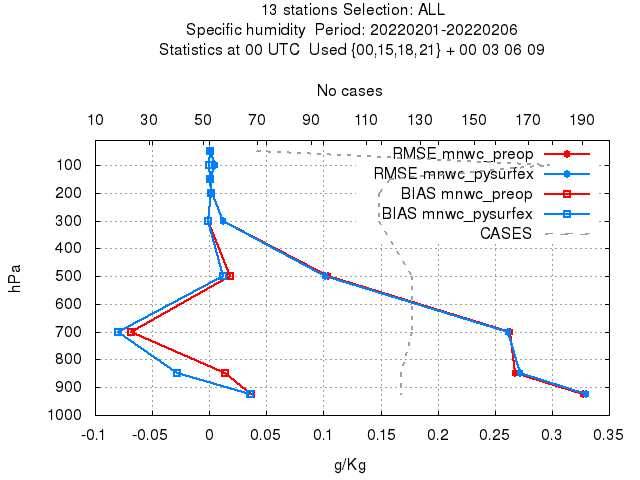 13 stations Selection: ALL
Specific humidity  Period: 20220201-20220206
Statistics at 00 UTC  Used {00,15,18,21} + 00 03 06 09
No cases
10 30 50 70 90 110 130 150 170 190
RMSE mnwc_preop
RMSE mnwc_pysurfex
BIAS mnwc_preop
BIAS mnwc_pysurfex
CASES
hPa
100
200
300
400
500
600
700
800
900
1000
-0.1 -0.05 0 0.05 0.1 0.15 0.2 0.25 0.3 0.35
g/Kg